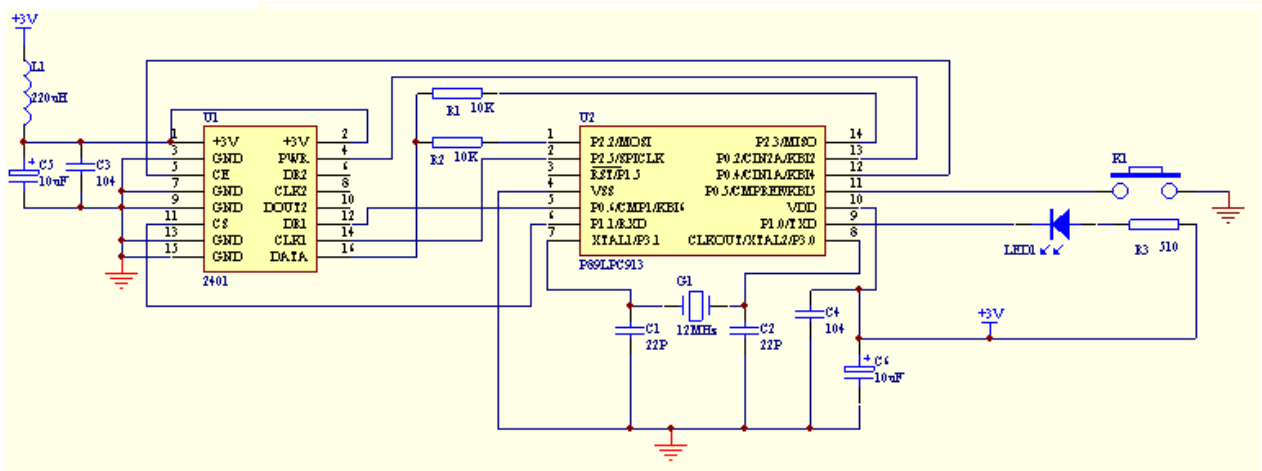 +3V
L1
220uH
C5
10uF
C3
104
U1
1 +3V +3V 2
3 GND PWR 4
5 CE DR2 6
7 GND CLK2 8
9 GND DOUT2 10
11 CS DR1 12
13 GND CLK1 14
15 GND DATA 16
2401
R1 10K
R2 10K
U2
1 P2.2/MOSI P2.3/MISO 14
2 P2.5/SPICLK P0.2/CIN2A/KBI2 13
3 RST/P1.5 P0.4/CIN1A/KBI4 12
4 VSS P0.5/CMPREF/KBI5 11
5 P0.6/CMP1/KBI6 VDD 10
6 P1.1/RXD P1.0/TXD 9
7 XTAL1/P3.1 CLKOUT/XTAL2/P3.0 8
P89LPC913
K1
LED1
R3 510
G1
12MHs
C1
22P
C2
22P
C4
104
+3V
+
C6
10uF
+